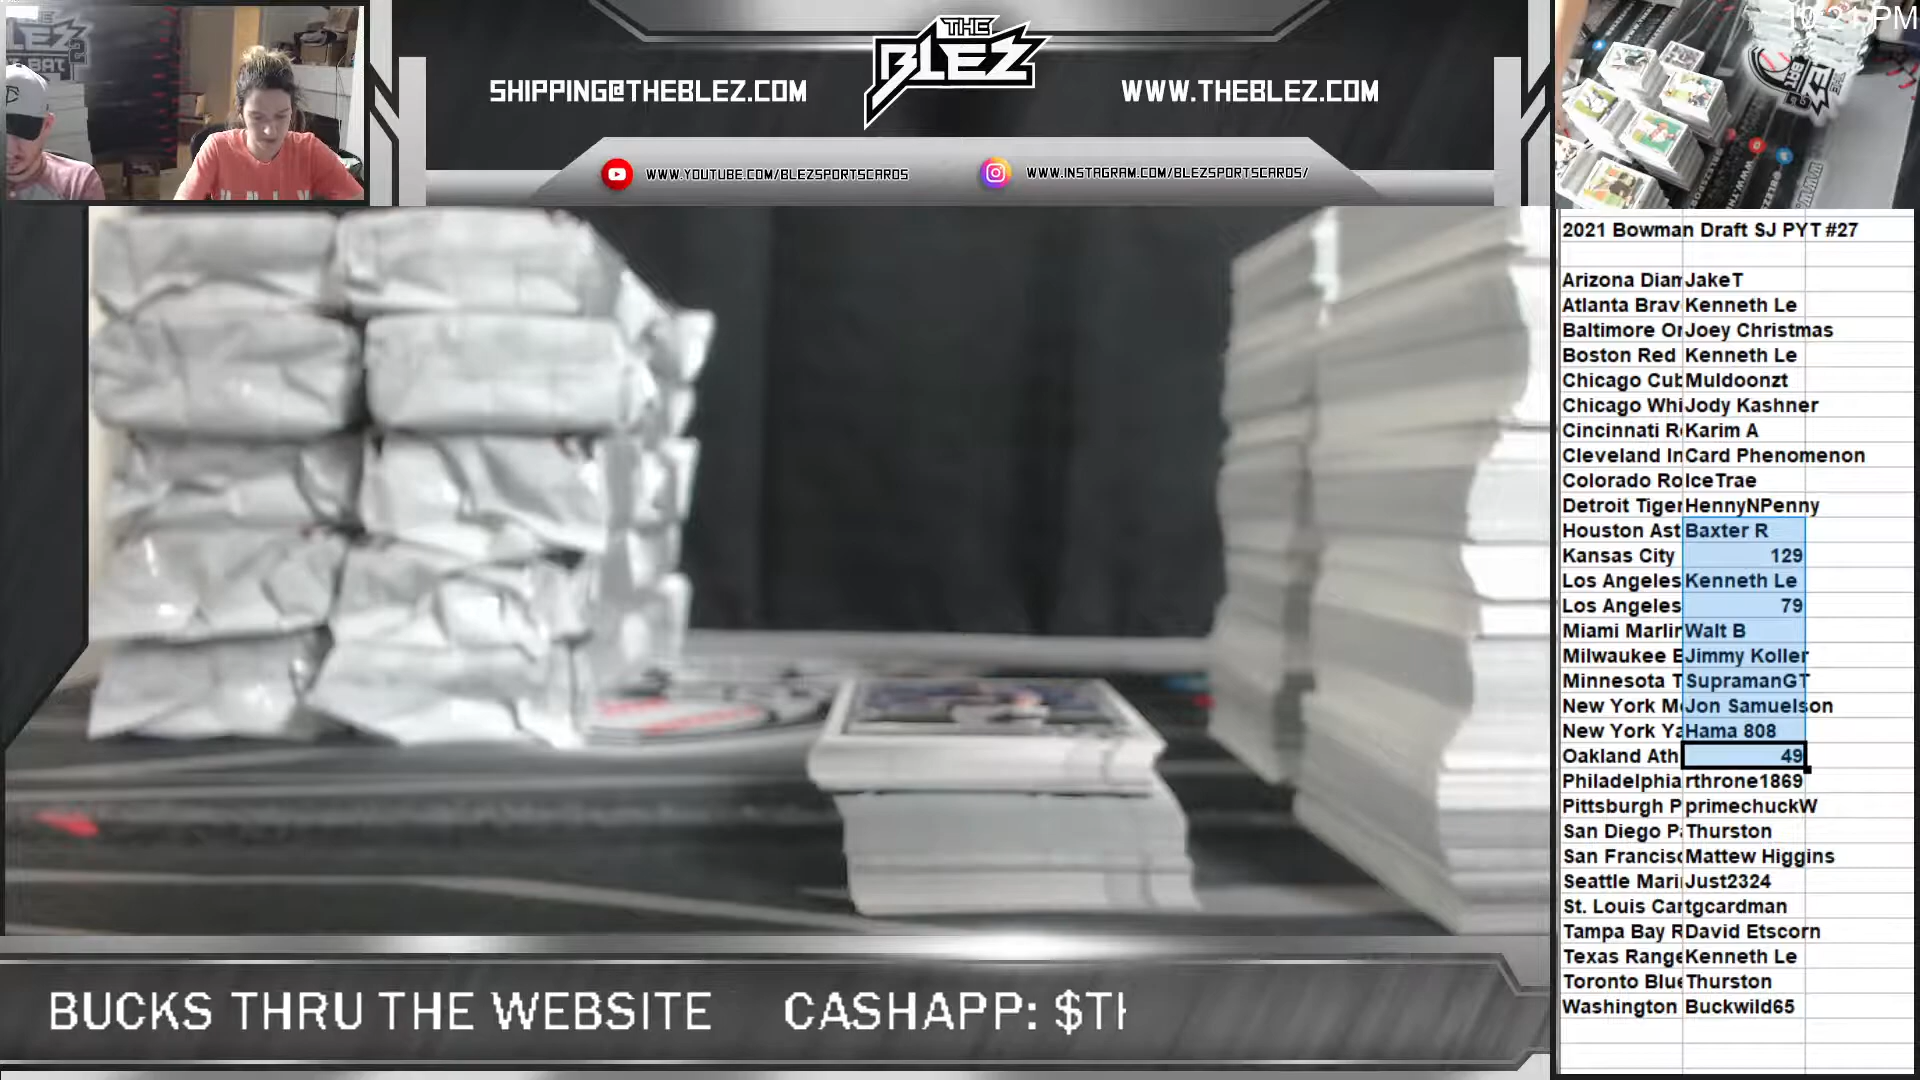 THE
BLEZ
SHIPPING@THEBLEZ.COM
WWW.THEBLEZ.COM
WWW.YOUTUBE.COM/BLEZSPORTSCARDS
WWW.INSTAGRAM.COM/BLEZSPORTSCARDS/
10:21 PM
2021 Bowman Draft SJ PYT #27
Arizona Diam JakeT
Atlanta Brav Kenneth Le
Baltimore Or Joey Christmas
Boston Red Kenneth Le
Chicago Cub Muldoonzt
Chicago Whi Jody Kashner
Cincinnati R Karim A
Cleveland In Card Phenomenon
Colorado Ro IceTrae
Detroit Tiger HennyNPenny
Houston Ast Baxter R
Kansas City 129
Los Angeles Kenneth Le
Los Angeles 79
Miami Marlin Walt B
Milwaukee B Jimmy Koller
Minnesota T SupramanGT
New York M Jon Samuelson
New York Ya Hama 808
Oakland Ath 49
Philadelphia rthrone1869
Pittsburgh P primechuckW
San Diego Pa Thurston
San Francisc Mattew Higgins
Seattle Mari Just2324
St. Louis Car tgcardman
Tampa Bay R David Etscorn
Texas Range Kenneth Le
Toronto Blue Thurston
Washington Buckwild65
BUCKS THRU THE WEBSITE CASHAPP: $TH